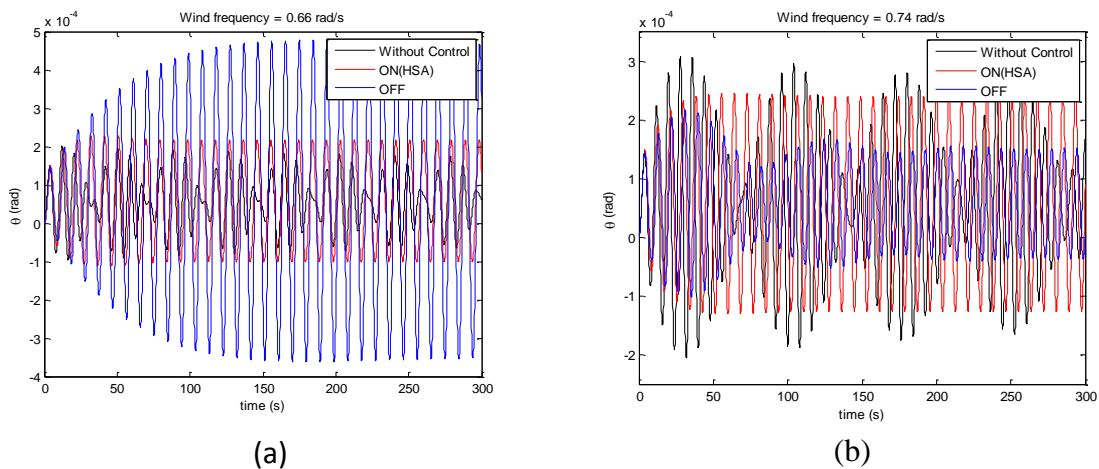 Wind frequency = 0.66 rad/s
x 10⁻⁴
5
4
3
2
1
0
-1
-2
-3
-4
θ (rad)
Without Control
ON(HSA)
OFF
0 50 100 150 200 250 300
time (s)
(a)
Wind frequency = 0.74 rad/s
x 10⁻⁴
3
2
1
0
-1
-2
θ (rad)
Without Control
ON(HSA)
OFF
0 50 100 150 200 250 300
time (s)
(b)